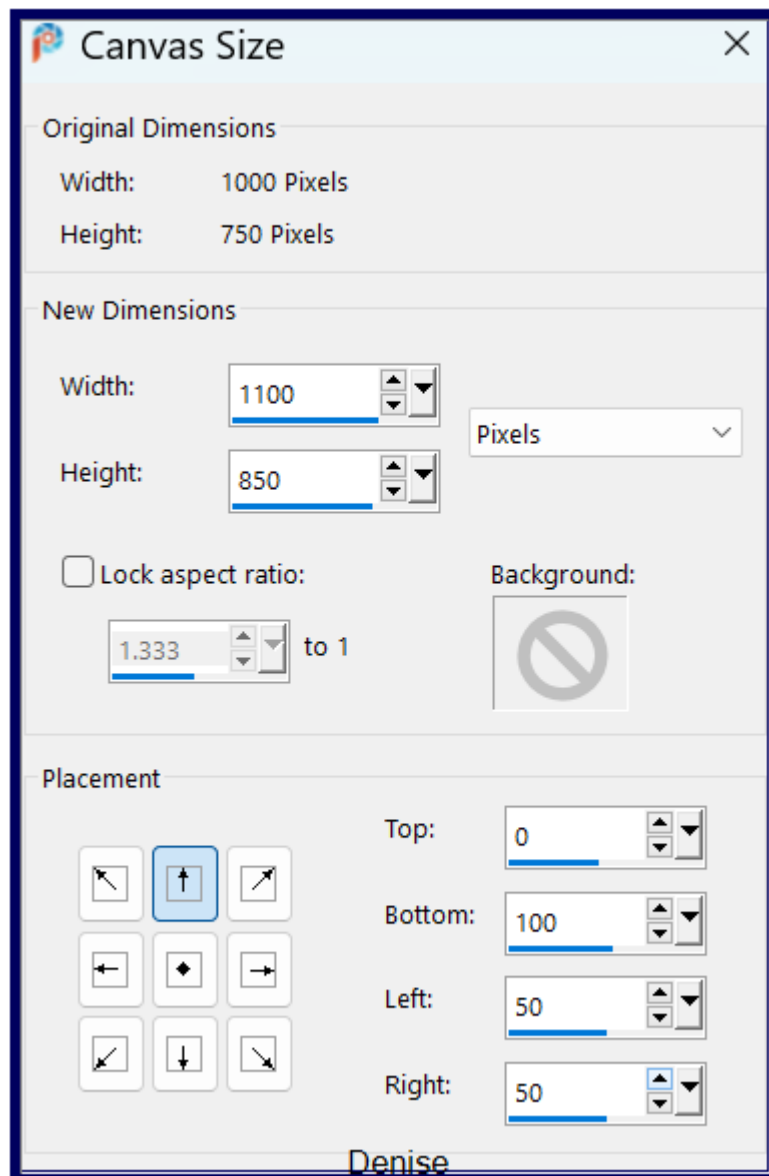 Canvas Size
Original Dimensions
Width: 1000 Pixels
Height: 750 Pixels
New Dimensions
Width: 1100
Pixels
Height: 850
Lock aspect ratio: Background:
1.333 to 1
Placement
Top: 0
Bottom: 100
Left: 50
Right: 50
Denise